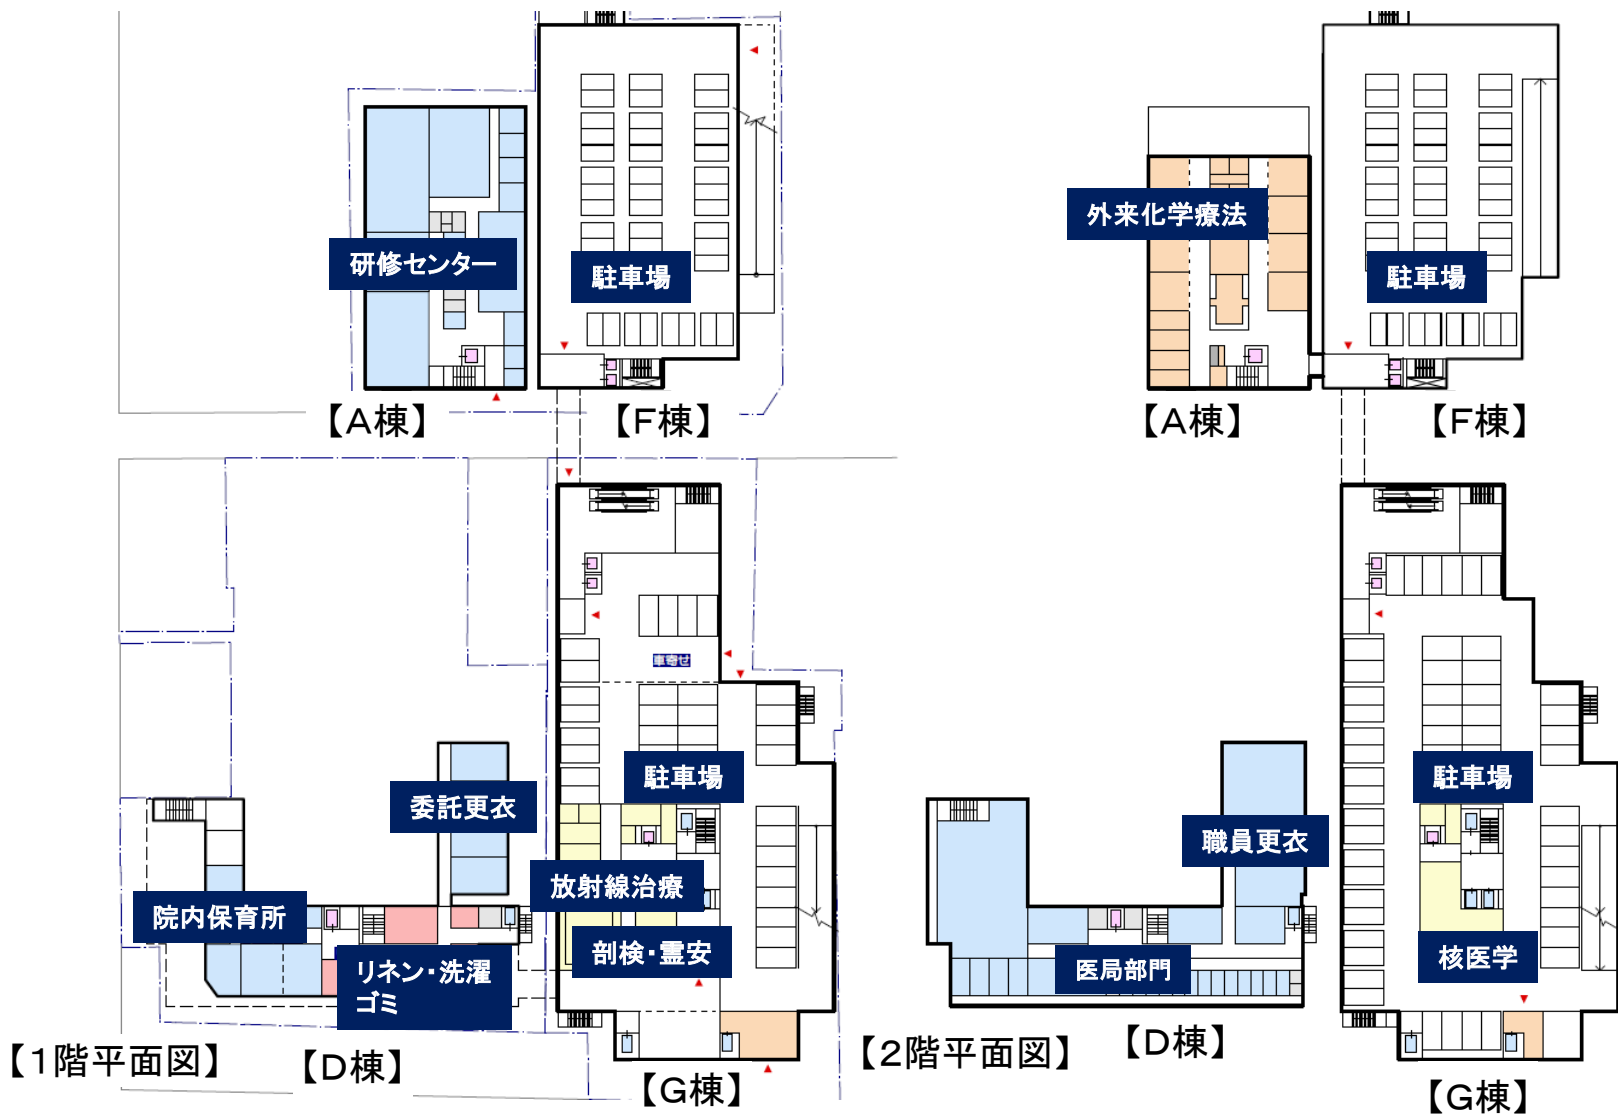 研修センター
駐車場
【A棟】
【F棟】
車寄せ
駐車場
委託更衣
放射線治療
院内保育所
剖検・霊安
リネン・洗濯
ゴミ
【1階平面図】
【D棟】
【G棟】
外来化学療法
駐車場
【A棟】
【F棟】
駐車場
職員更衣
核医学
医局部門
【2階平面図】
【D棟】
【G棟】